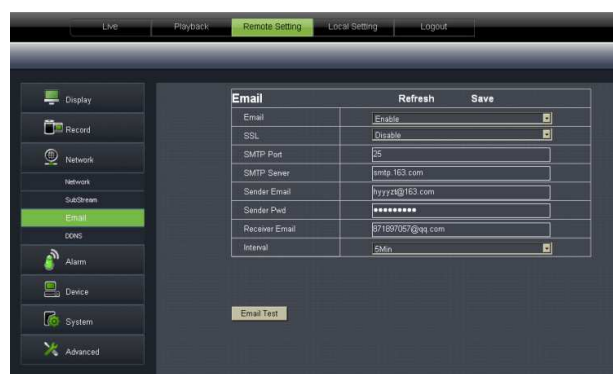 Live Playback Remote Setting Local Setting Logout
Display
Record
Network
Network
SubStream
Email
DDNS
Alarm
Device
System
Advanced
Email Refresh Save
Email Enable
SSL Disable
SMTP Port 25
SMTP Server smtp.163.com
Sender Email hyyyzt@163.com
Sender Pwd •••••••••
Receiver Email 871897057@qq.com
Interval 5Min
Email Test